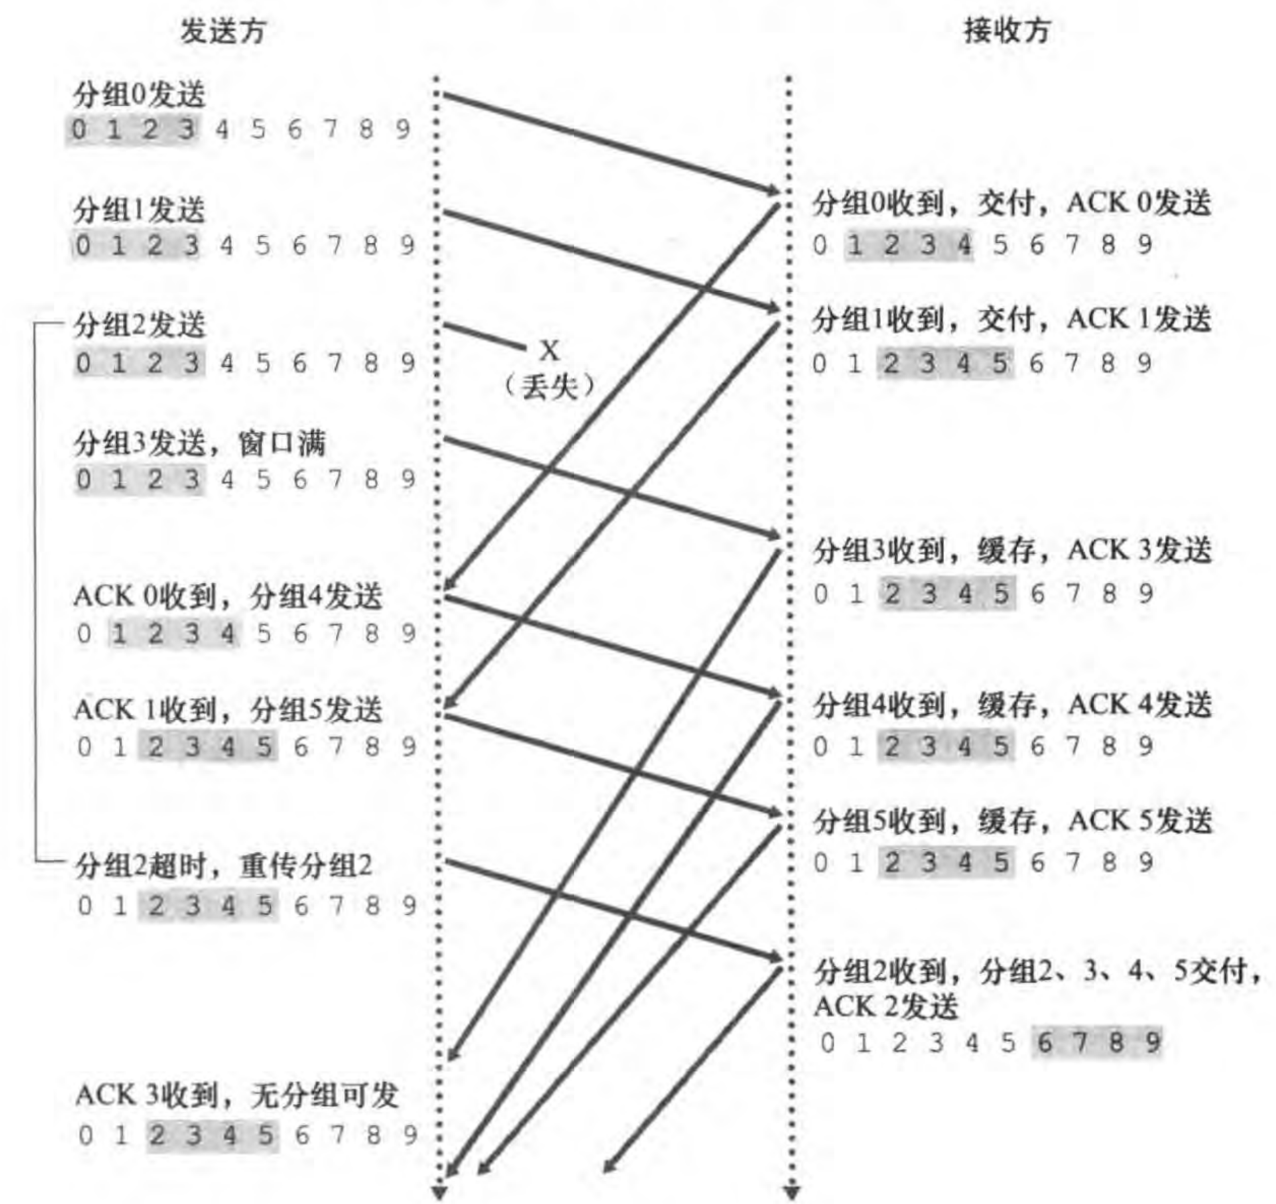 发送方
接收方
分组0发送
0 1 2 3 4 5 6 7 8 9
分组0收到，交付，ACK 0发送
0 1 2 3 4 5 6 7 8 9
分组1发送
0 1 2 3 4 5 6 7 8 9
分组1收到，交付，ACK 1发送
0 1 2 3 4 5 6 7 8 9
分组2发送
0 1 2 3 4 5 6 7 8 9
X
（丢失）
分组3发送，窗口满
0 1 2 3 4 5 6 7 8 9
分组3收到，缓存，ACK 3发送
0 1 2 3 4 5 6 7 8 9
ACK 0收到，分组4发送
0 1 2 3 4 5 6 7 8 9
分组4收到，缓存，ACK 4发送
0 1 2 3 4 5 6 7 8 9
ACK 1收到，分组5发送
0 1 2 3 4 5 6 7 8 9
分组5收到，缓存，ACK 5发送
0 1 2 3 4 5 6 7 8 9
分组2超时，重传分组2
0 1 2 3 4 5 6 7 8 9
分组2收到，分组2、3、4、5交付，
ACK 2发送
0 1 2 3 4 5 6 7 8 9
ACK 3收到，无分组可发
0 1 2 3 4 5 6 7 8 9